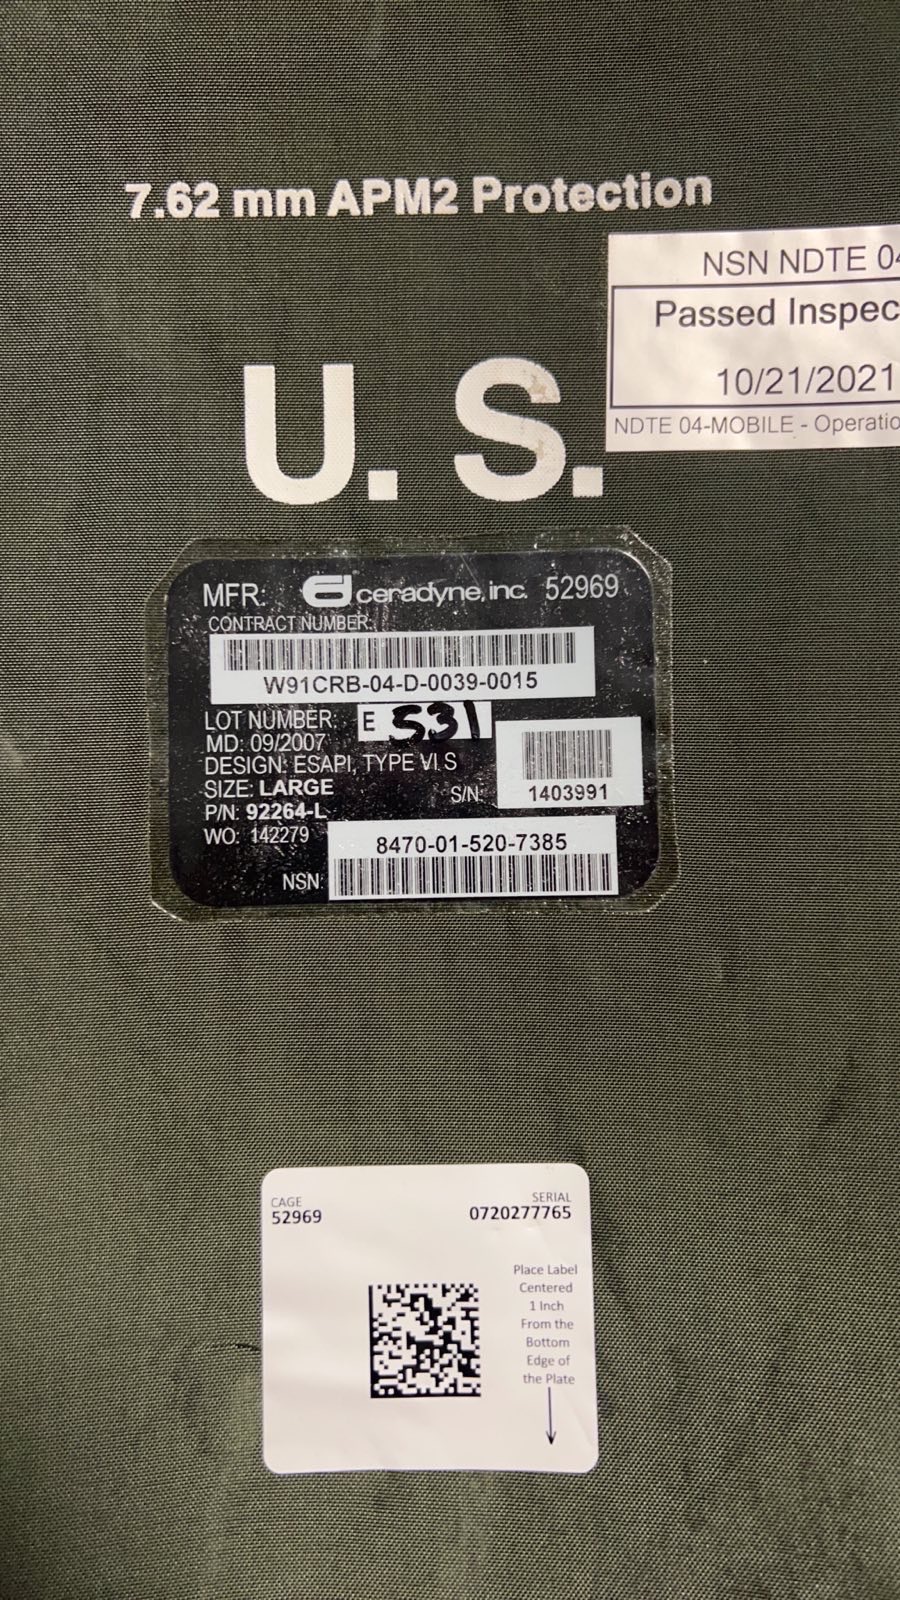 7.62 mm APM2 Protection
NSN NDTE 04
Passed Inspec
10/21/2021
NDTE 04-MOBILE - Operatio
U. S.
MFR. ceradyne, inc. 52969
CONTRACT NUMBER:
W91CRB-04-D-0039-0015
LOT NUMBER: E 531
MD: 09/2007
DESIGN: ESAPI, TYPE VI, S
SIZE: LARGE
S/N: 1403991
P/N: 92264-L
WO: 142279
8470-01-520-7385
NSN:
CAGE
52969
SERIAL
0720277765
Place Label
Centered
1 Inch
From the
Bottom
Edge of
the Plate